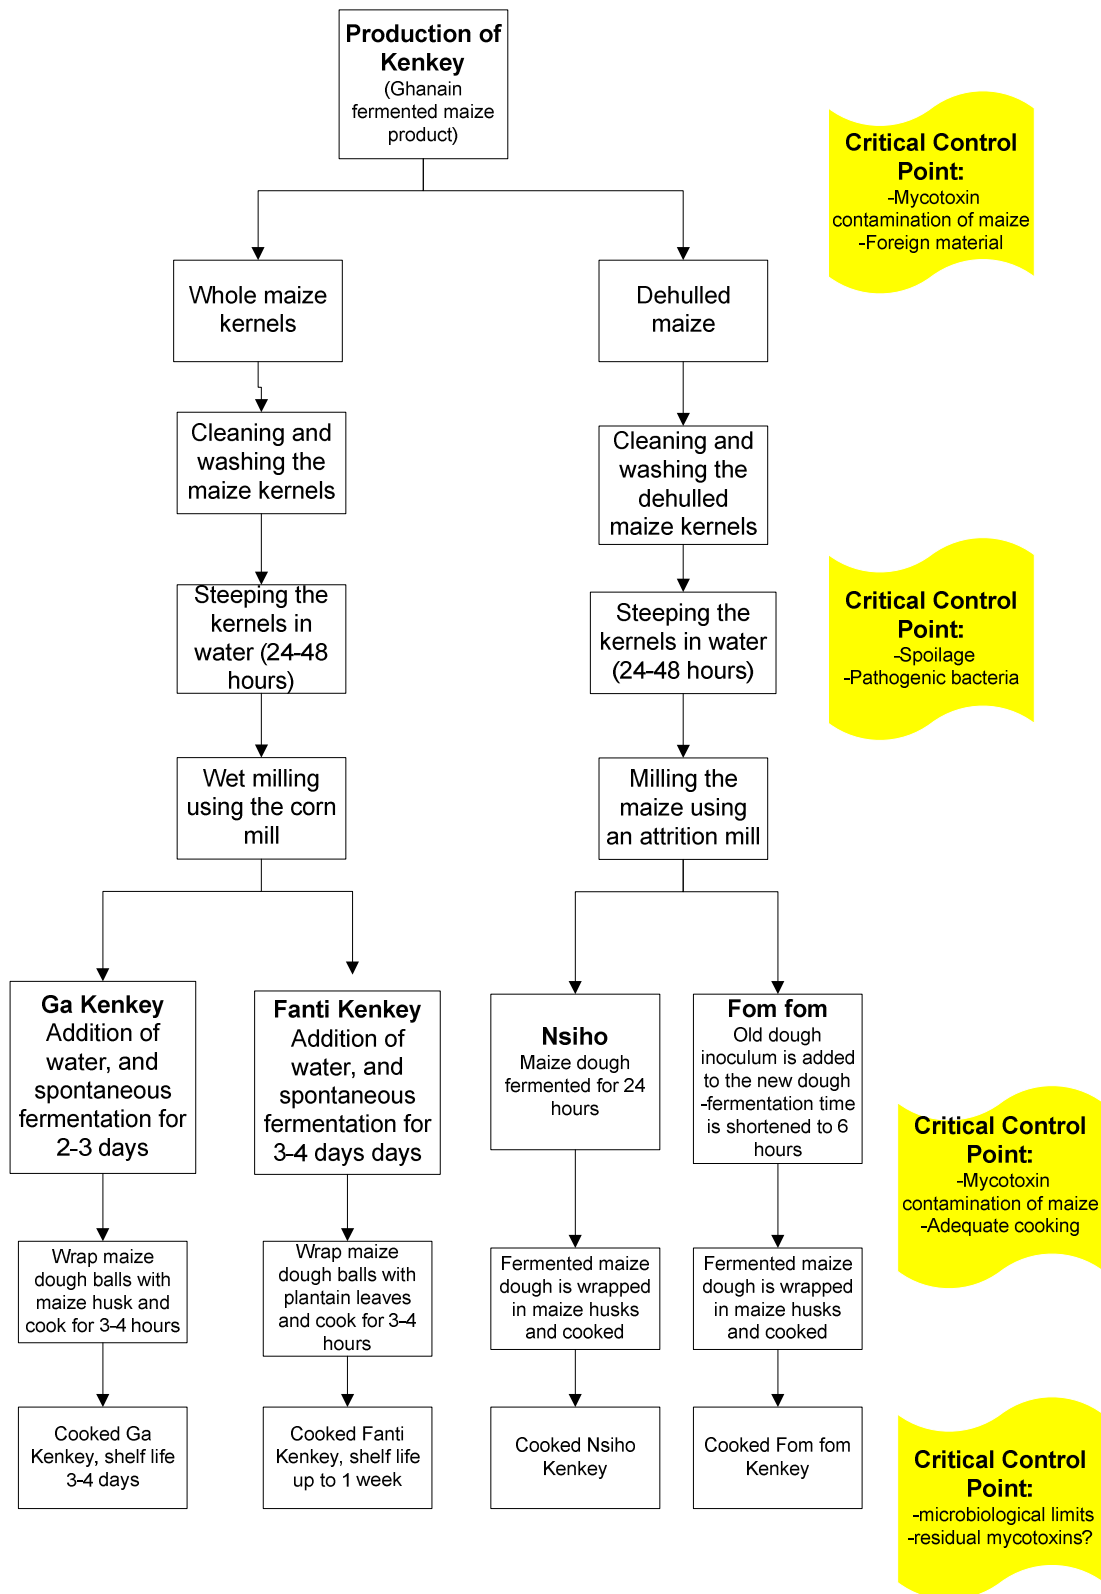 Production of
Kenkey
(Ghanain
fermented maize
product)
Critical Control
Point:
-Mycotoxin
contamination of maize
-Foreign material
Whole maize
kernels
Dehulled
maize
Cleaning and
washing the
maize kernels
Cleaning and
washing the
dehulled
maize kernels
Steeping the
kernels in
water (24-48
hours)
Steeping the
kernels in water
(24-48 hours)
Critical Control
Point:
-Spoilage
-Pathogenic bacteria
Wet milling
using the corn
mill
Milling the
maize using
an attrition mill
Ga Kenkey
Addition of
water, and
spontaneous
fermentation for
2-3 days
Fanti Kenkey
Addition of
water, and
spontaneous
fermentation for
3-4 days days
Nsiho
Maize dough
fermented for 24
hours
Fom fom
Old dough
inoculum is added
to the new dough
-fermentation time
is shortened to 6
hours
Critical Control
Point:
-Mycotoxin
contamination of maize
-Adequate cooking
Wrap maize
dough balls with
maize husk and
cook for 3-4 hours
Wrap maize
dough balls with
plantain leaves
and cook for 3-4
hours
Fermented maize
dough is wrapped
in maize husks
and cooked
Fermented maize
dough is wrapped
in maize husks
and cooked
Cooked Ga
Kenkey, shelf life
3-4 days
Cooked Fanti
Kenkey, shelf life
up to 1 week
Cooked Nsiho
Kenkey
Cooked Fom fom
Kenkey
Critical Control
Point:
-microbiological limits
-residual mycotoxins?